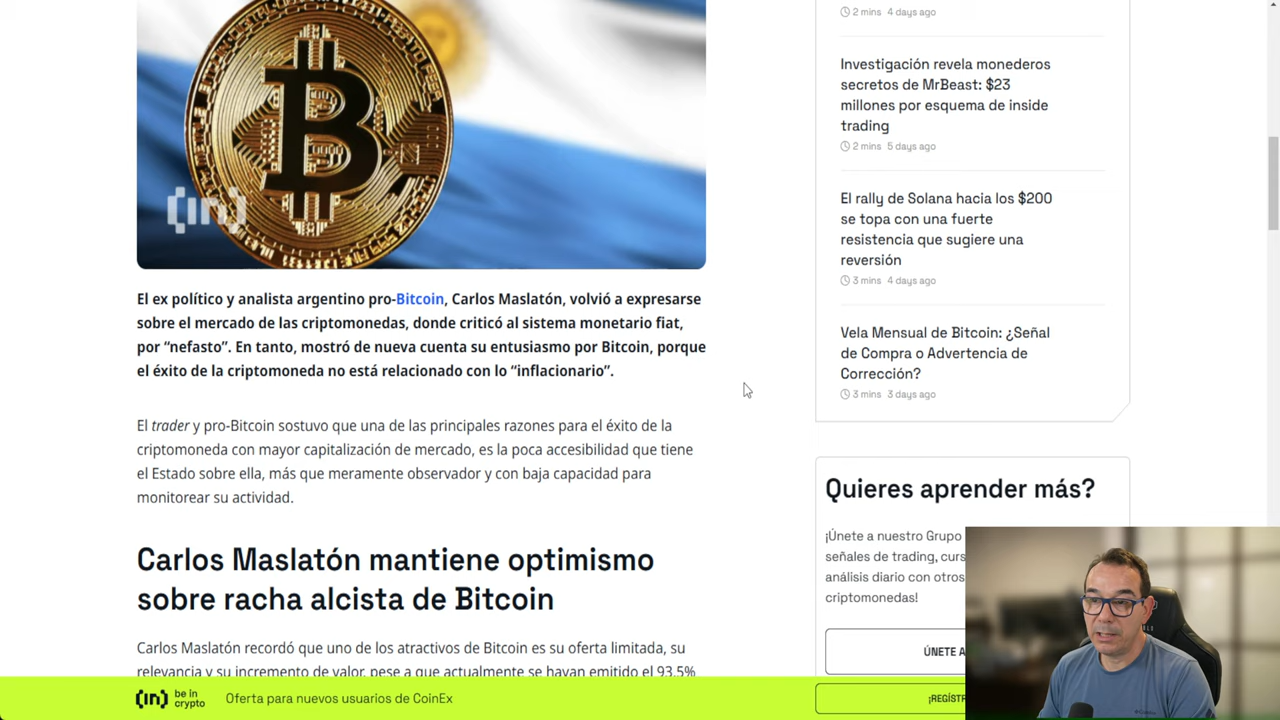 [in]
El ex político y analista argentino pro-Bitcoin, Carlos Maslatón, volvió a expresarse
sobre el mercado de las criptomonedas, donde criticó al sistema monetario fiat,
por “nefasto”. En tanto, mostró de nueva cuenta su entusiasmo por Bitcoin, porque
el éxito de la criptomoneda no está relacionado con lo “inflacionario”.
El trader y pro-Bitcoin sostuvo que una de las principales razones para el éxito de la
criptomoneda con mayor capitalización de mercado, es la poca accesibilidad que tiene
el Estado sobre ella, más que meramente observador y con baja capacidad para
monitorear su actividad.
Carlos Maslatón mantiene optimismo
sobre racha alcista de Bitcoin
Carlos Maslatón recordó que uno de los atractivos de Bitcoin es su oferta limitada, su
relevancia y su incremento de valor, pese a que actualmente se hayan emitido el 93.5%
2 mins 4 days ago
Investigación revela monederos
secretos de MrBeast: $23
millones por esquema de inside
trading
2 mins 5 days ago
El rally de Solana hacia los $200
se topa con una fuerte
resistencia que sugiere una
reversión
3 mins 4 days ago
Vela Mensual de Bitcoin: ¿Señal
de Compra o Advertencia de
Corrección?
3 mins 3 days ago
Quieres aprender más?
¡Únete a nuestro Grupo
señales de trading, curs
análisis diario con otros
criptomonedas!
ÚNETE A
[in] be in
crypto
Oferta para nuevos usuarios de CoinEx
¡REGÍSTR